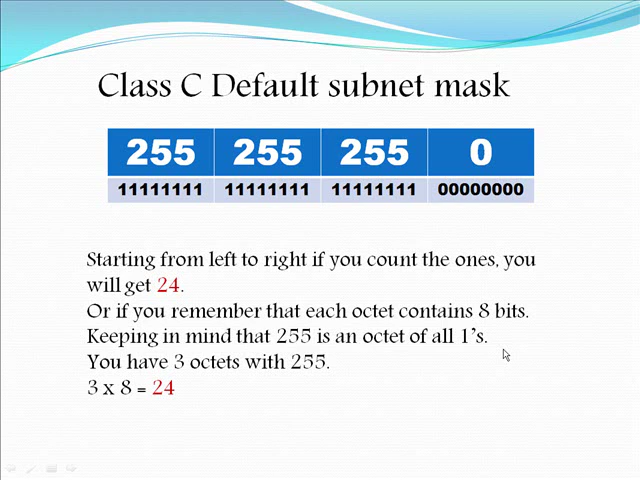 Class C Default subnet mask
255 255 255 0
11111111 11111111 11111111 00000000
Starting from left to right if you count the ones, you
will get 24.
Or if you remember that each octet contains 8 bits.
Keeping in mind that 255 is an octet of all 1’s.
You have 3 octets with 255.
3 x 8 = 24